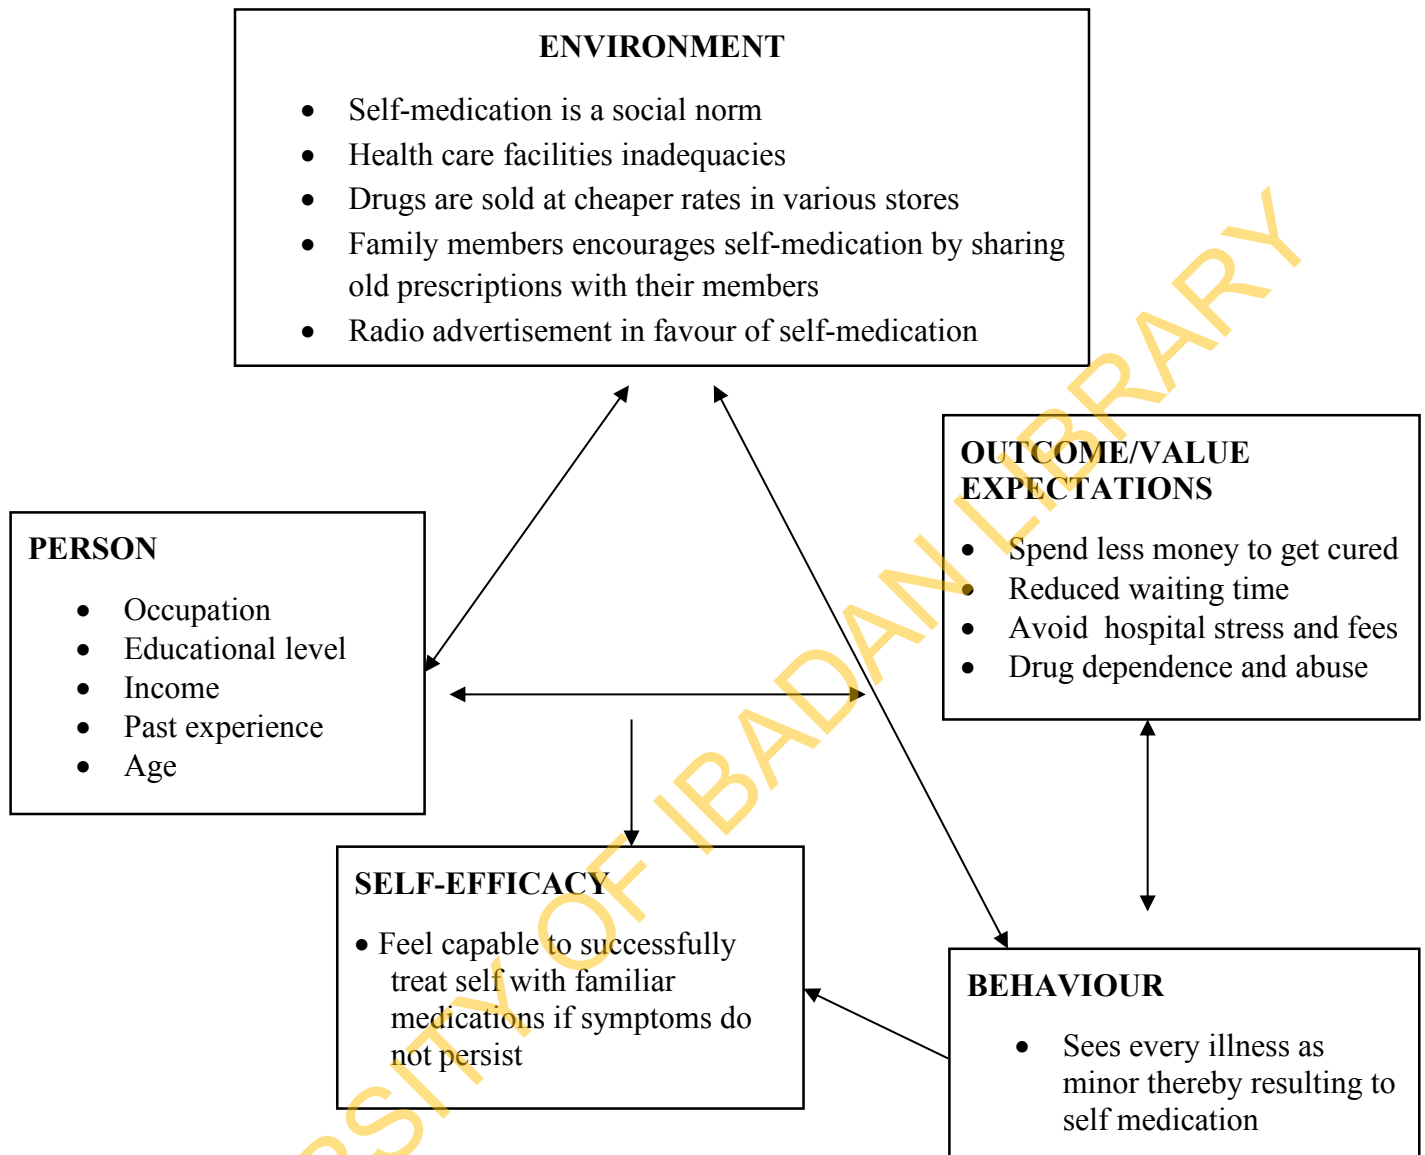 ENVIRONMENT
• Self-medication is a social norm
• Health care facilities inadequacies
• Drugs are sold at cheaper rates in various stores
• Family members encourages self-medication by sharing
old prescriptions with their members
• Radio advertisement in favour of self-medication
OUTCOME/VALUE
EXPECTATIONS
• Spend less money to get cured
• Reduced waiting time
• Avoid hospital stress and fees
• Drug dependence and abuse
PERSON
• Occupation
• Educational level
• Income
• Past experience
• Age
SELF-EFFICACY
• Feel capable to successfully
treat self with familiar
medications if symptoms do
not persist
BEHAVIOUR
• Sees every illness as
minor thereby resulting to
self medication
RSITY OF IBADAN LIBRARY